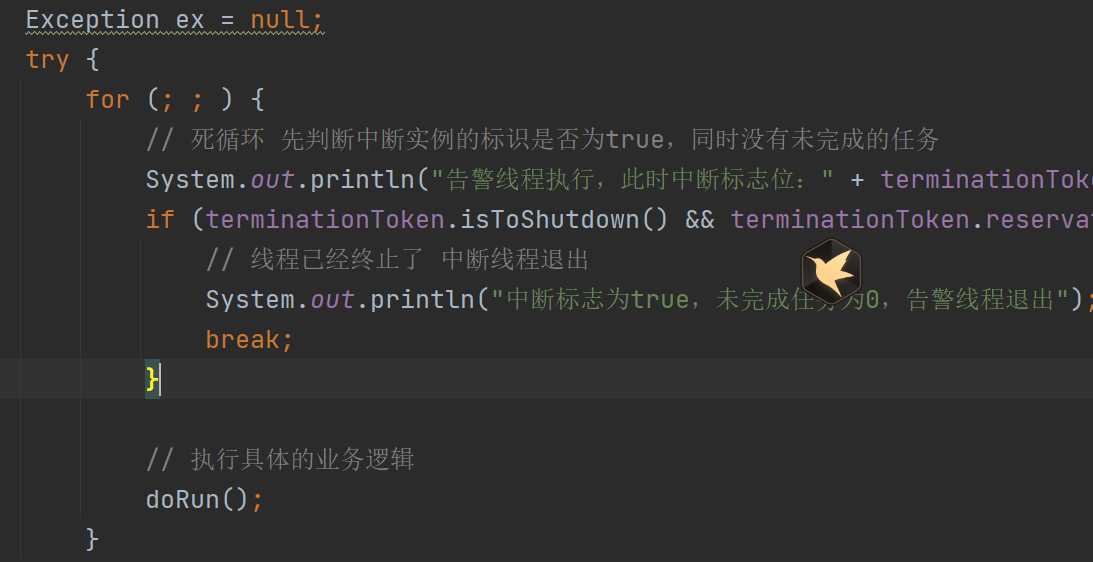 Exception ex = null;
try {
for (; ; ) {
// 死循环 先判断中断实例的标识是否为true，同时没有未完成的任务
System.out.println("告警线程执行，此时中断标志位：" + terminationTok
if (terminationToken.isToShutdown() && terminationToken.reserva
// 线程已经终止了 中断线程退出
System.out.println("中断标志为true，未完成任务为0，告警线程退出");
break;
}
// 执行具体的业务逻辑
doRun();
}